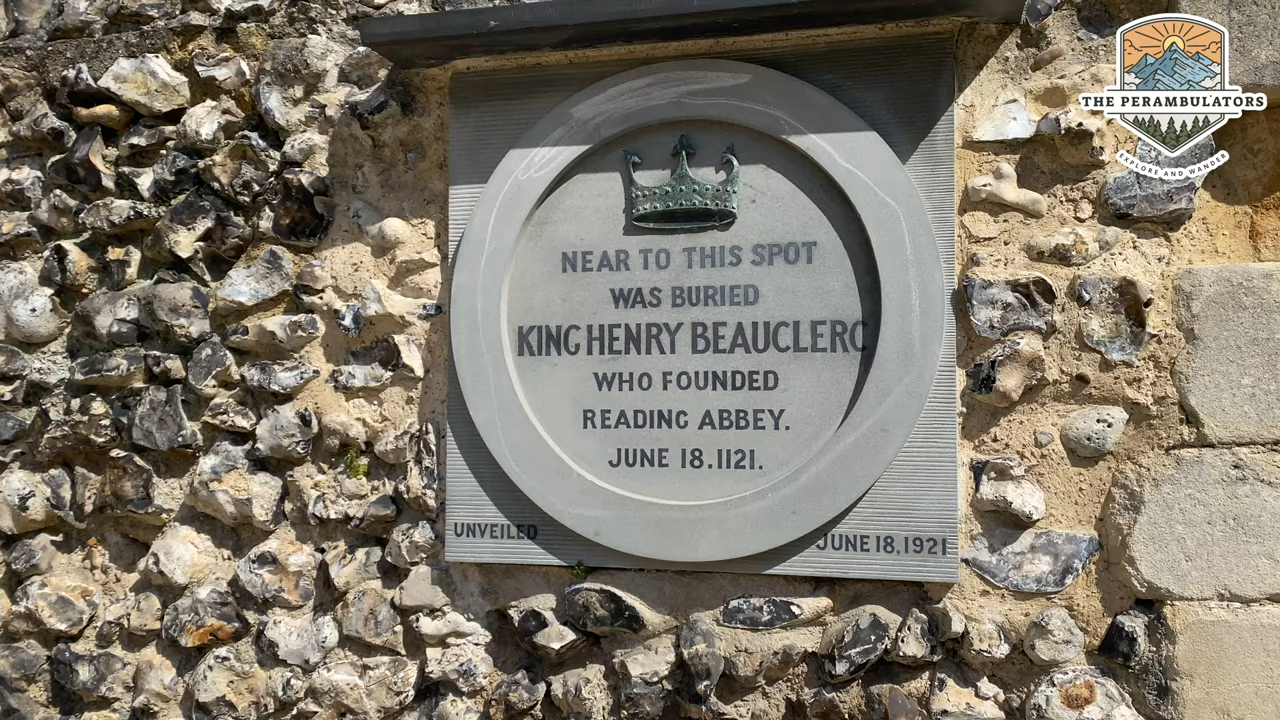 NEAR TO THIS SPOT
WAS BURIED
KING HENRY BEAUCLERC
WHO FOUNDED
READING ABBEY.
JUNE 18.1121.
UNVEILED JUNE 18,1921
THE PERAMBULATORS
EXPLORE AND WANDER